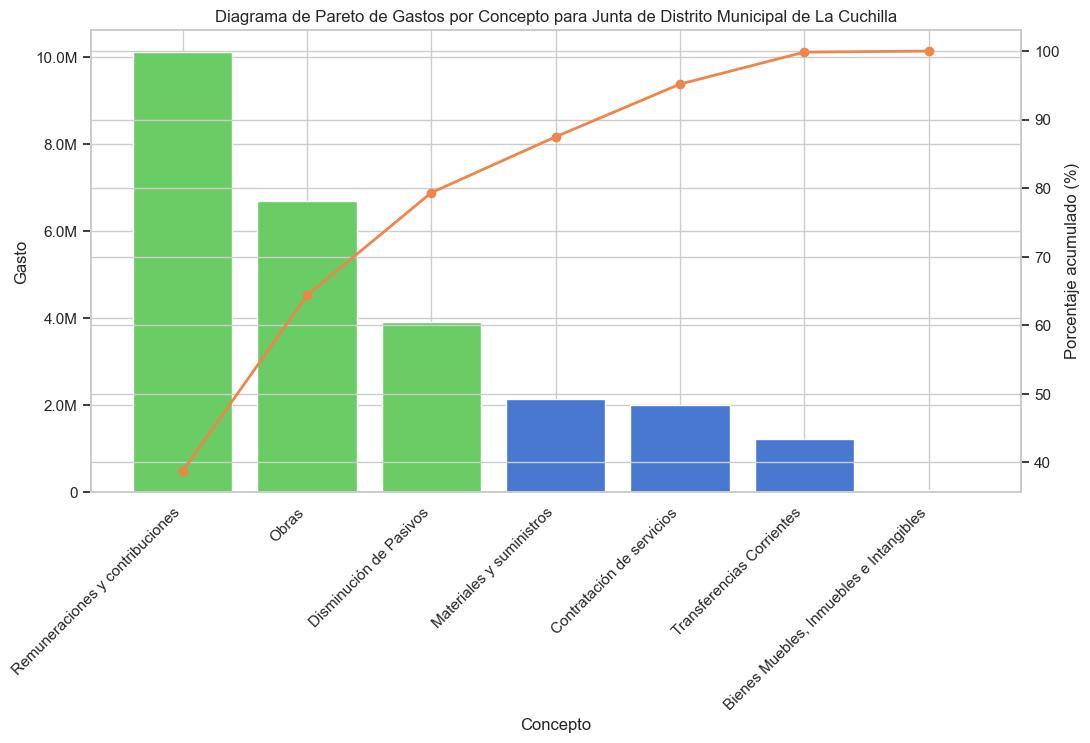 Diagrama de Pareto de Gastos por Concepto para Junta de Distrito Municipal de La Cuchilla
Gasto
10.0M
8.0M
6.0M
4.0M
2.0M
0
100
90
80
70
60
50
40
Porcentaje acumulado (%)
Remuneraciones y contribuciones
Obras
Disminución de Pasivos
Materiales y suministros
Contratación de servicios
Transferencias Corrientes
Bienes Muebles, Inmuebles e Intangibles
Concepto